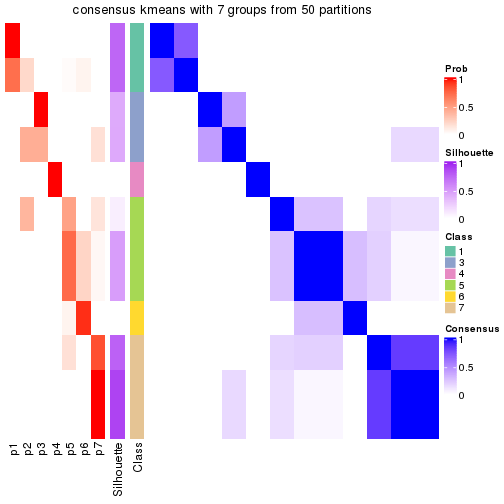 consensus kmeans with 7 groups from 50 partitions
Prob
1
0.5
0
Silhouette
1
0.5
0
Class
1
3
4
5
6
7
Consensus
1
0.5
0
p1
p2
p3
p4
p5
p6
p7
Silhouette
Class